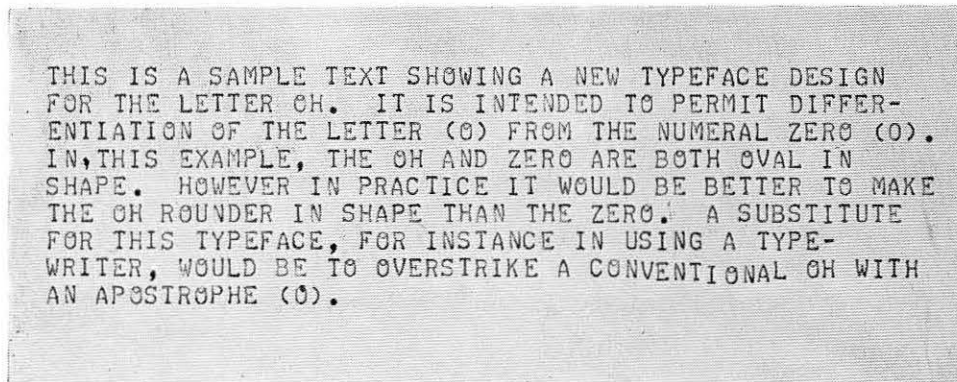 THIS IS A SAMPLE TEXT SHOWING A NEW TYPEFACE DESIGN
FOR THE LETTER OH.  IT IS INTENDED TO PERMIT DIFFER-
ENTIATION OF THE LETTER (O) FROM THE NUMERAL ZERO (0).
IN,THIS EXAMPLE, THE OH AND ZERO ARE BOTH OVAL IN
SHAPE.  HOWEVER IN PRACTICE IT WOULD BE BETTER TO MAKE
THE OH ROUNDER IN SHAPE THAN THE ZERO.  A SUBSTITUTE
FOR THIS TYPEFACE, FOR INSTANCE IN USING A TYPE-
WRITER, WOULD BE TO OVERSTRIKE A CONVENTIONAL OH WITH
AN APOSTROPHE (O).